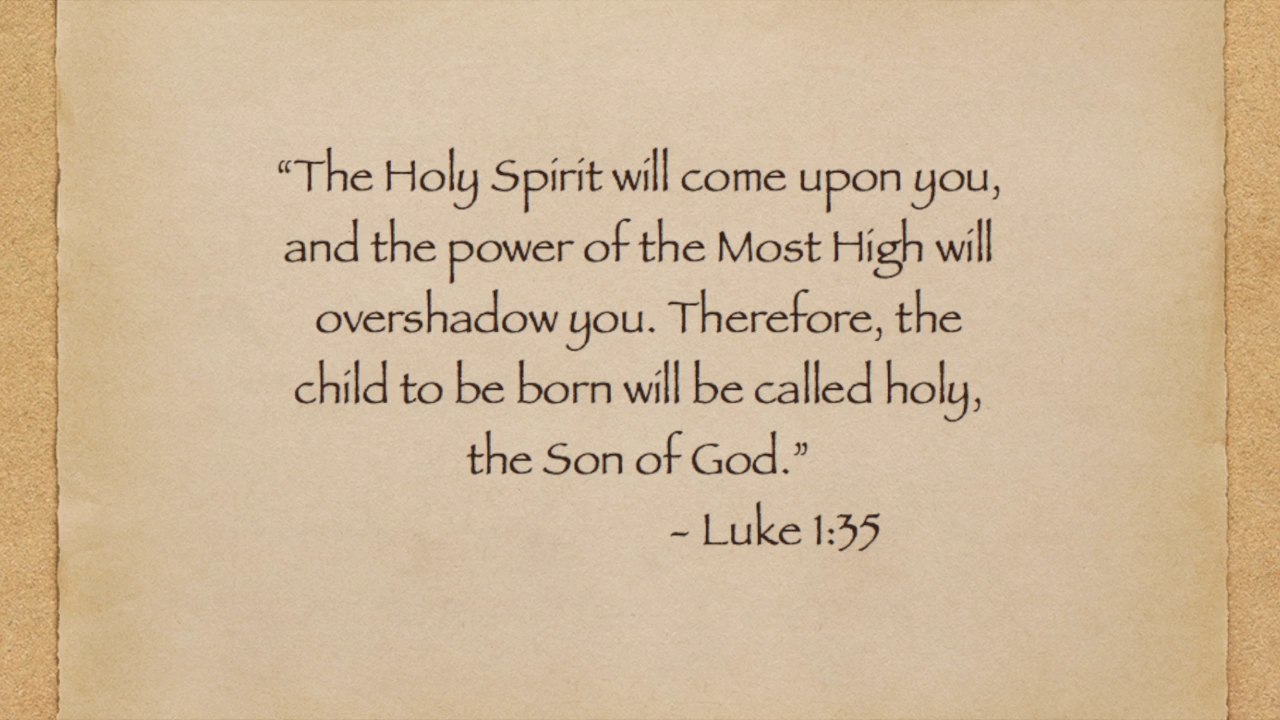 “The Holy Spirit will come upon you,
and the power of the Most High will
overshadow you. Therefore, the
child to be born will be called holy,
the Son of God.”
- Luke 1:35